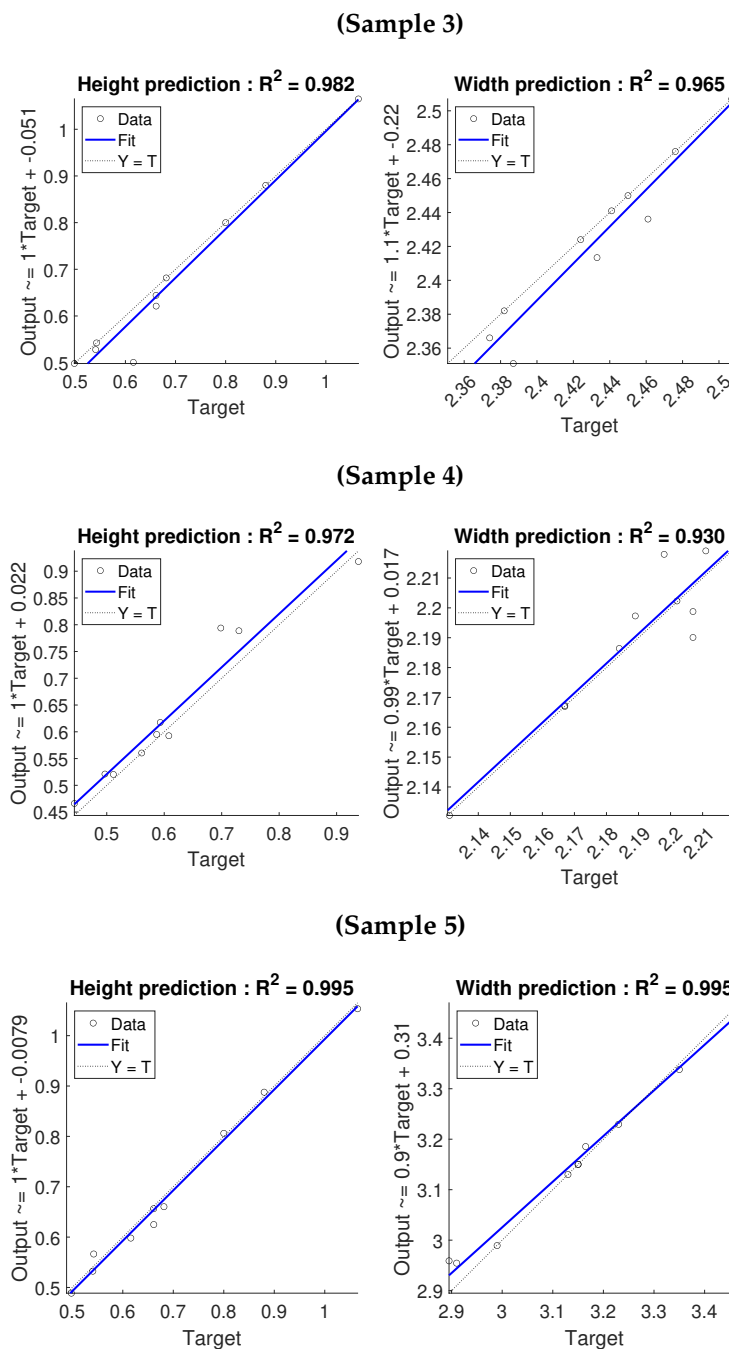 (Sample 3)
Height prediction : R² = 0.982
Output ~= 1*Target + -0.051
1
0.9
0.8
0.7
0.6
0.5
Data
Fit
Y = T
0.5 0.6 0.7 0.8 0.9 1
Target
Width prediction : R² = 0.965
Output ~= 1.1*Target + -0.22
2.5
2.48
2.46
2.44
2.42
2.4
2.38
2.36
Data
Fit
Y = T
2.36 2.38 2.4 2.42 2.44 2.46 2.48 2.5
Target
(Sample 4)
Height prediction : R² = 0.972
Output ~= 1*Target + 0.022
0.9
0.85
0.8
0.75
0.7
0.65
0.6
0.55
0.5
0.45
Data
Fit
Y = T
0.5 0.6 0.7 0.8 0.9
Target
Width prediction : R² = 0.930
Output ~= 0.99*Target + 0.017
2.21
2.2
2.19
2.18
2.17
2.16
2.15
2.14
Data
Fit
Y = T
2.14 2.15 2.16 2.17 2.18 2.19 2.2 2.21
Target
(Sample 5)
Height prediction : R² = 0.995
Output ~= 1*Target + -0.0079
1
0.9
0.8
0.7
0.6
0.5
Data
Fit
Y = T
0.5 0.6 0.7 0.8 0.9 1
Target
Width prediction : R² = 0.995
Output ~= 0.9*Target + 0.31
3.4
3.3
3.2
3.1
3
2.9
Data
Fit
Y = T
2.9 3 3.1 3.2 3.3 3.4
Target